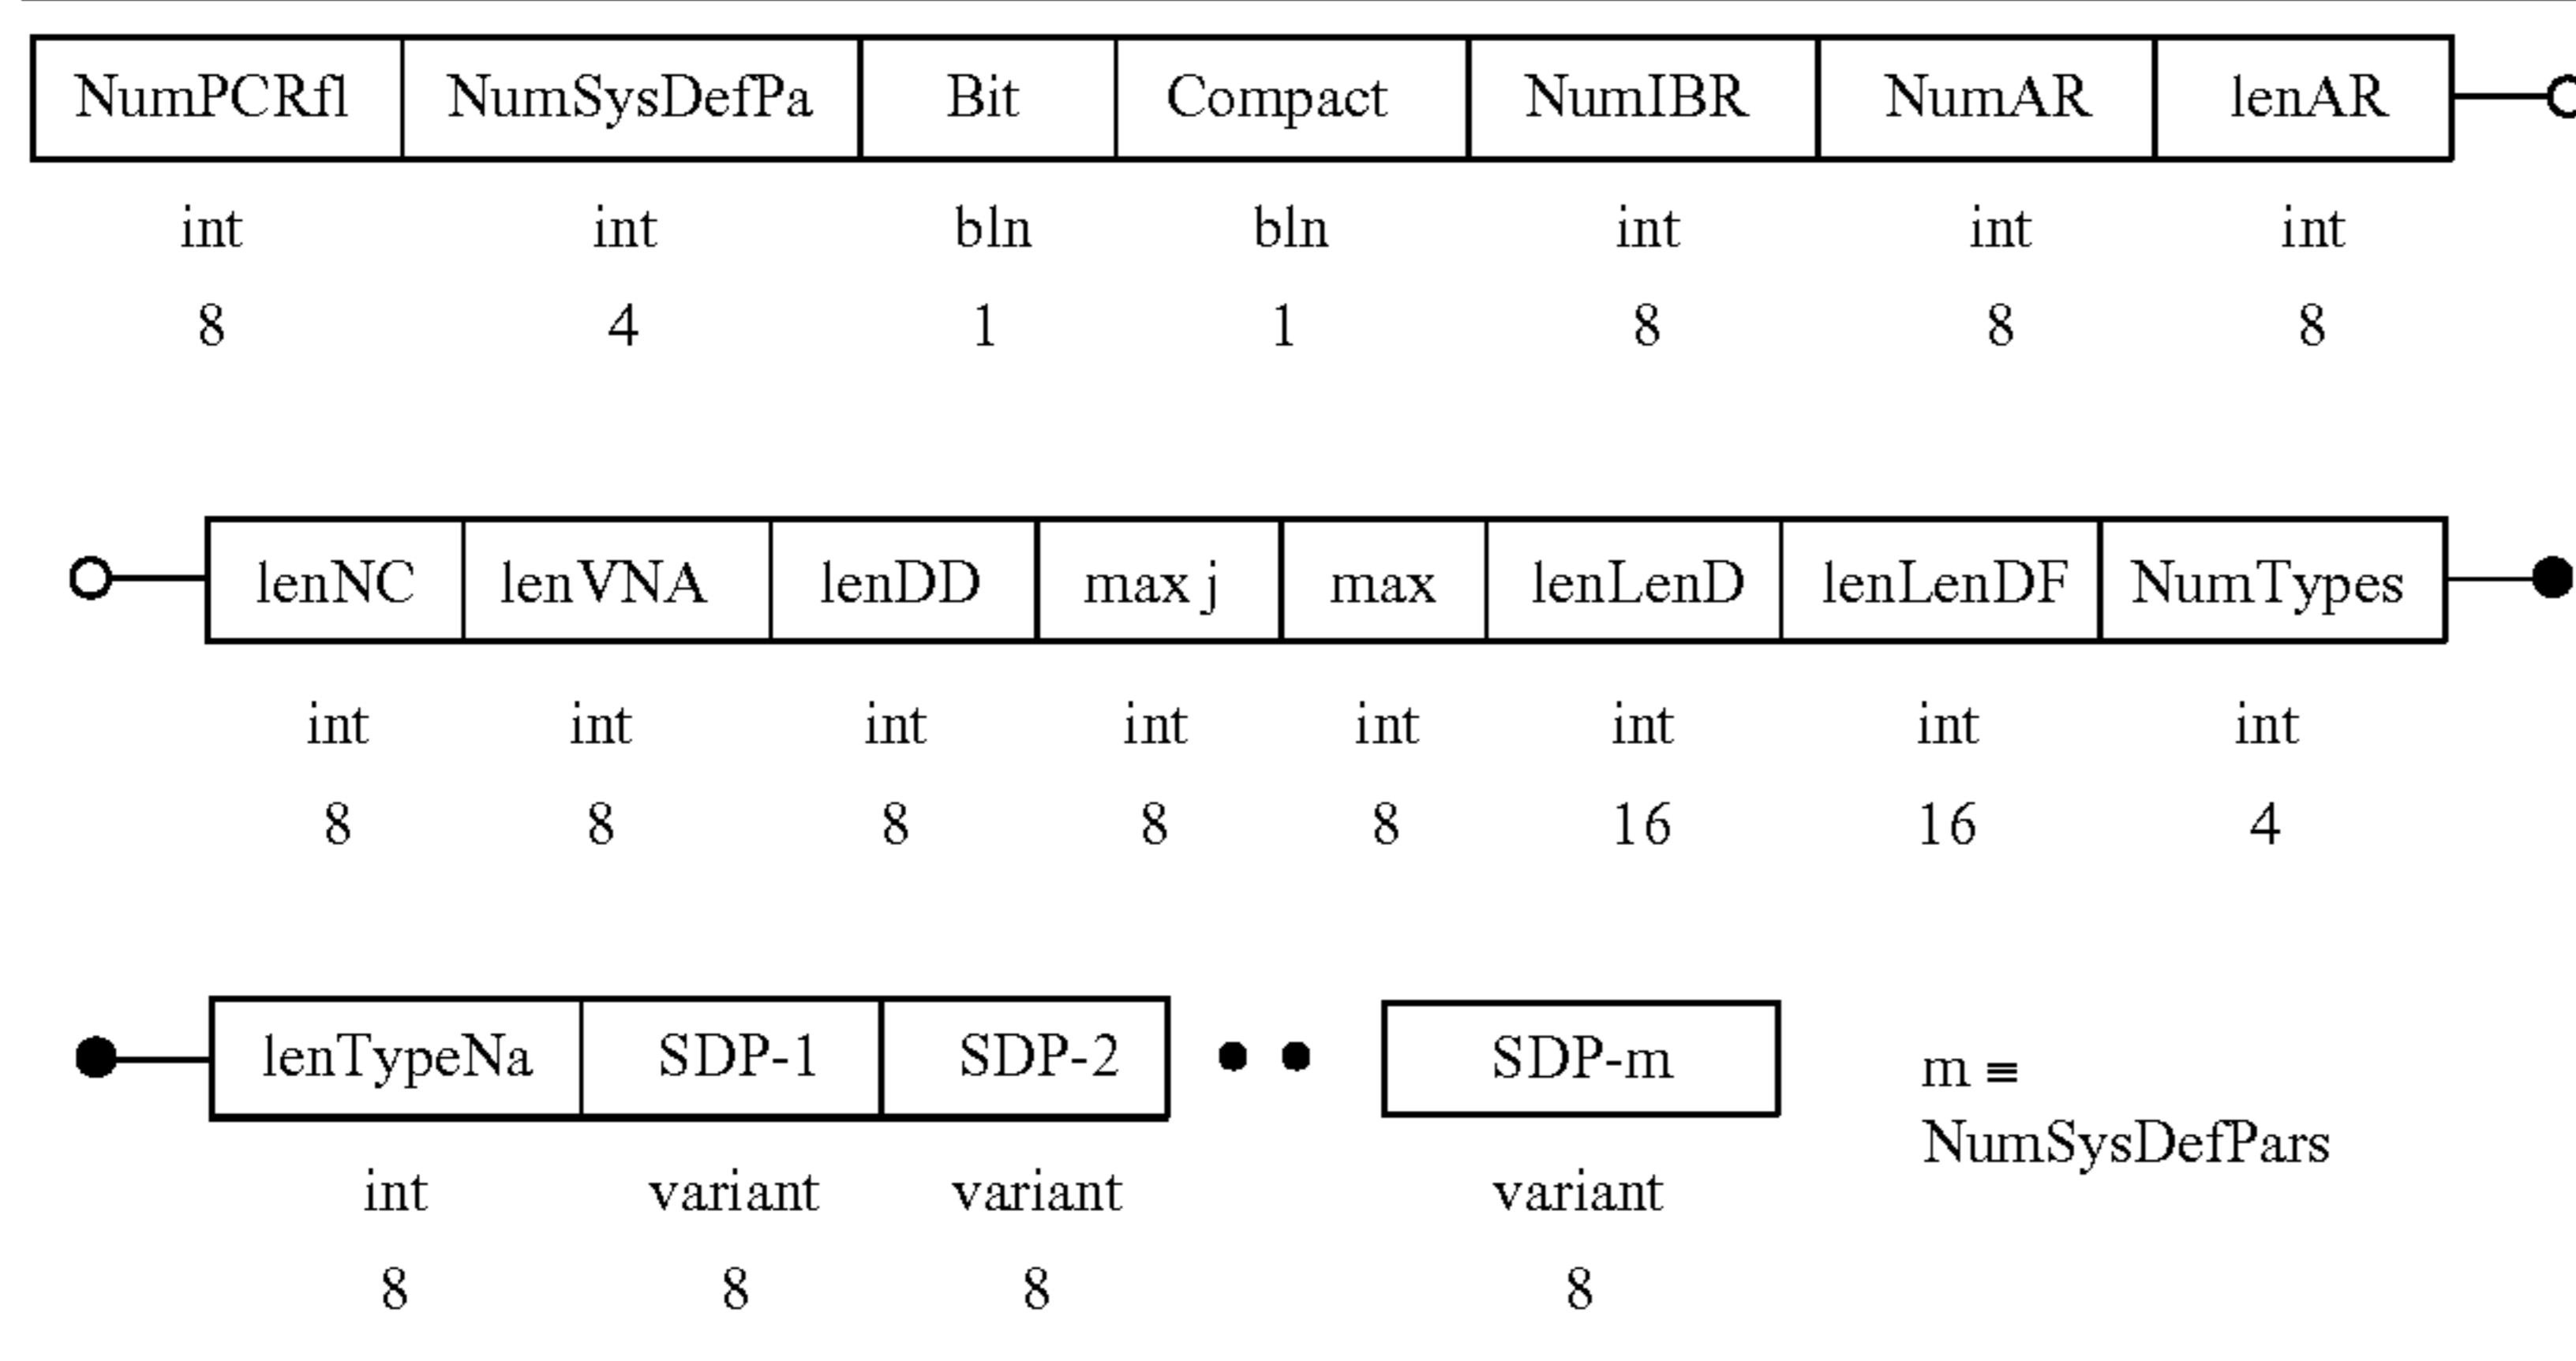 NumPCRfl NumSysDefPa Bit Compact NumIBR NumAR lenAR
int int bln bln int int int
8 4 1 1 8 8 8
lenNC lenVNA lenDD max j max lenLenD lenLenDF NumTypes
int int int int int int int int
8 8 8 8 8 16 16 4
lenTypeNa SDP-1 SDP-2 SDP-m m ≡
NumSysDefPars
int variant variant variant
8 8 8 8